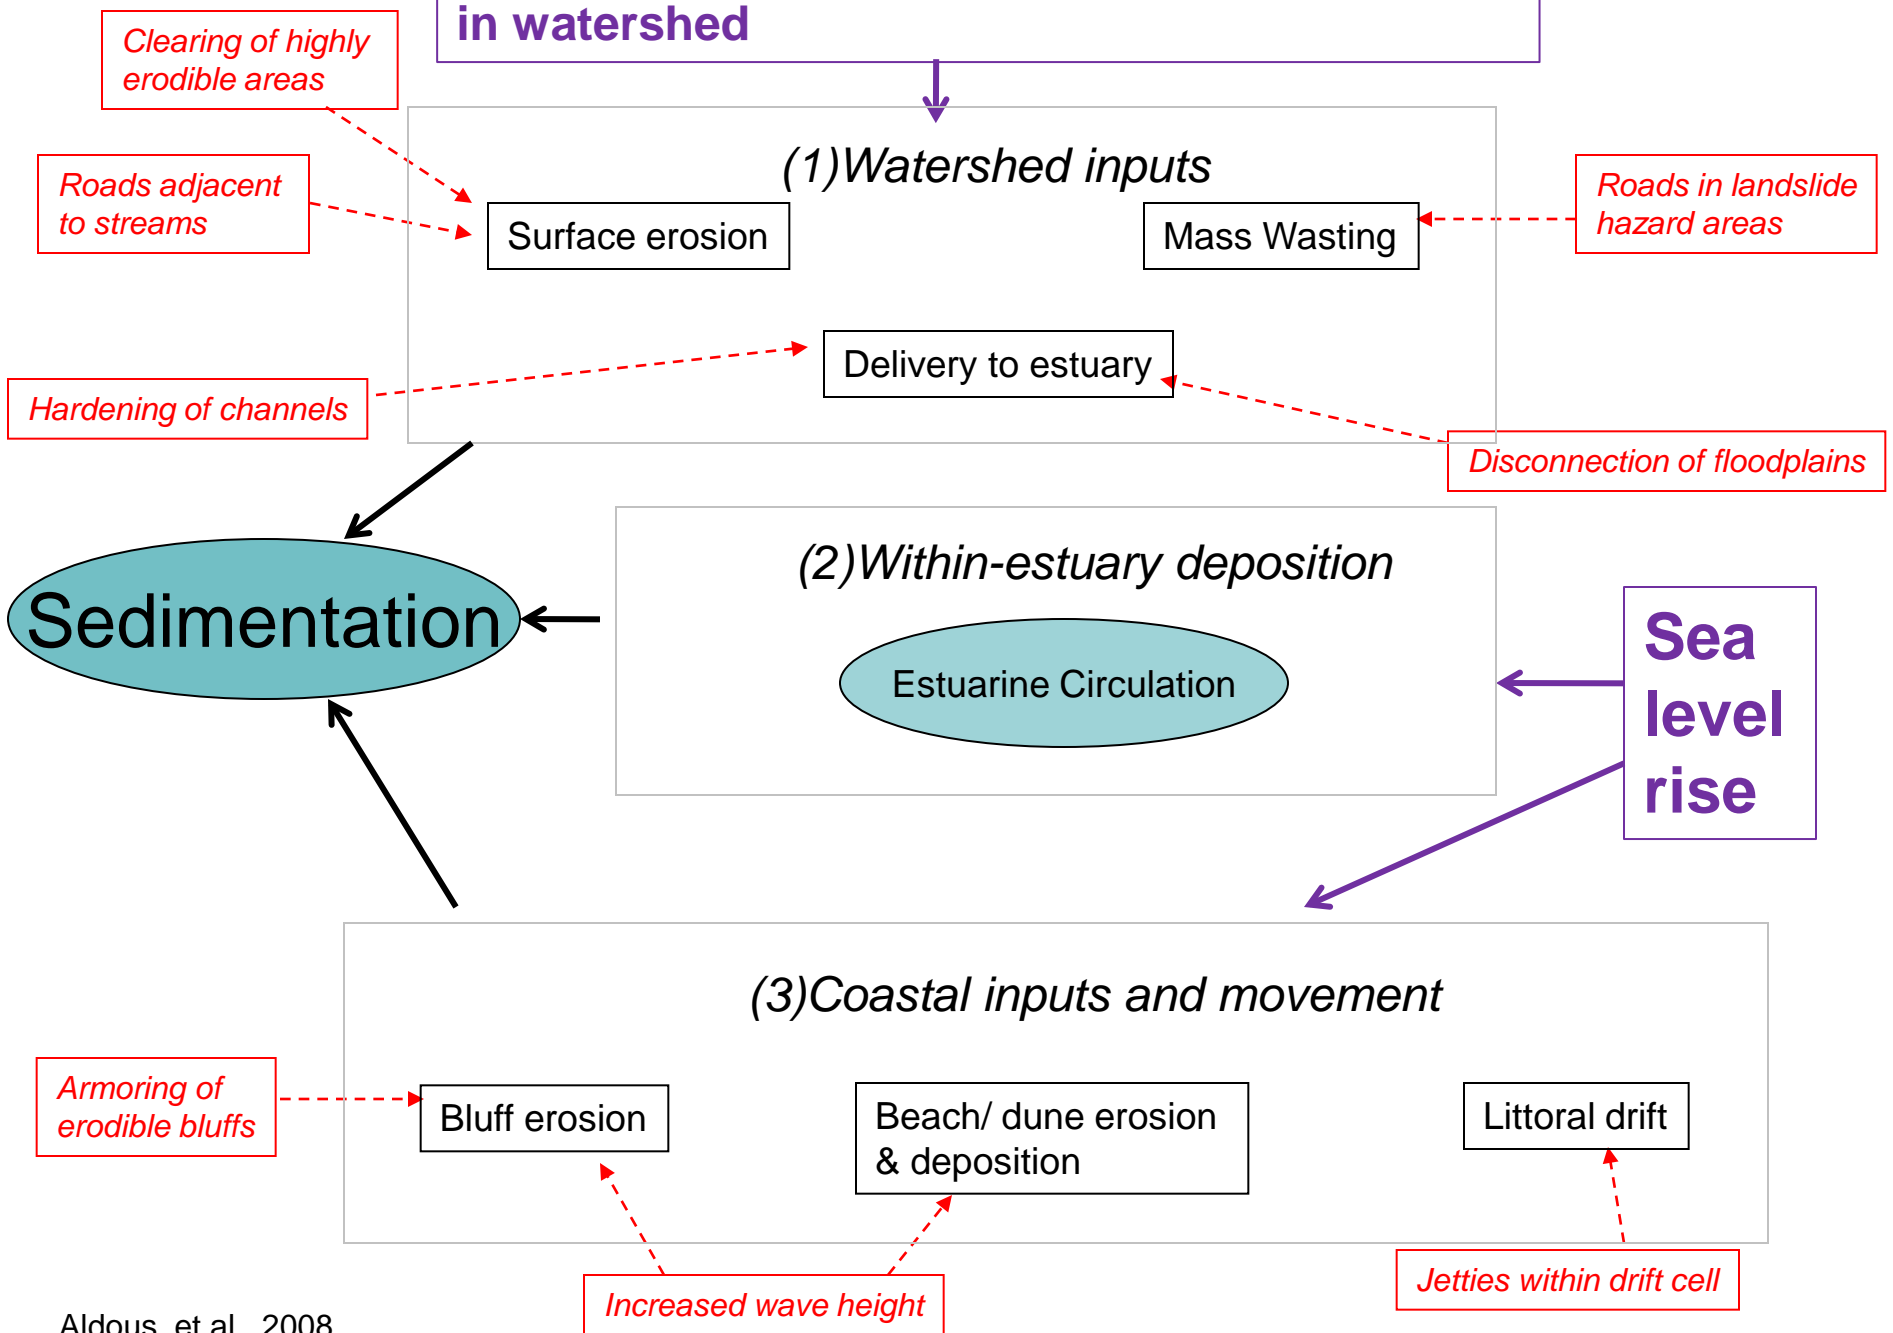 in watershed
Clearing of highly
erodible areas
(1)Watershed inputs
Roads adjacent
to streams
Surface erosion
Mass Wasting
Roads in landslide
hazard areas
Delivery to estuary
Hardening of channels
Disconnection of floodplains
(2)Within-estuary deposition
Sedimentation
Estuarine Circulation
Sea
level
rise
(3)Coastal inputs and movement
Armoring of
erodible bluffs
Bluff erosion
Beach/ dune erosion
& deposition
Littoral drift
Increased wave height
Jetties within drift cell
Aldous, et al., 2008